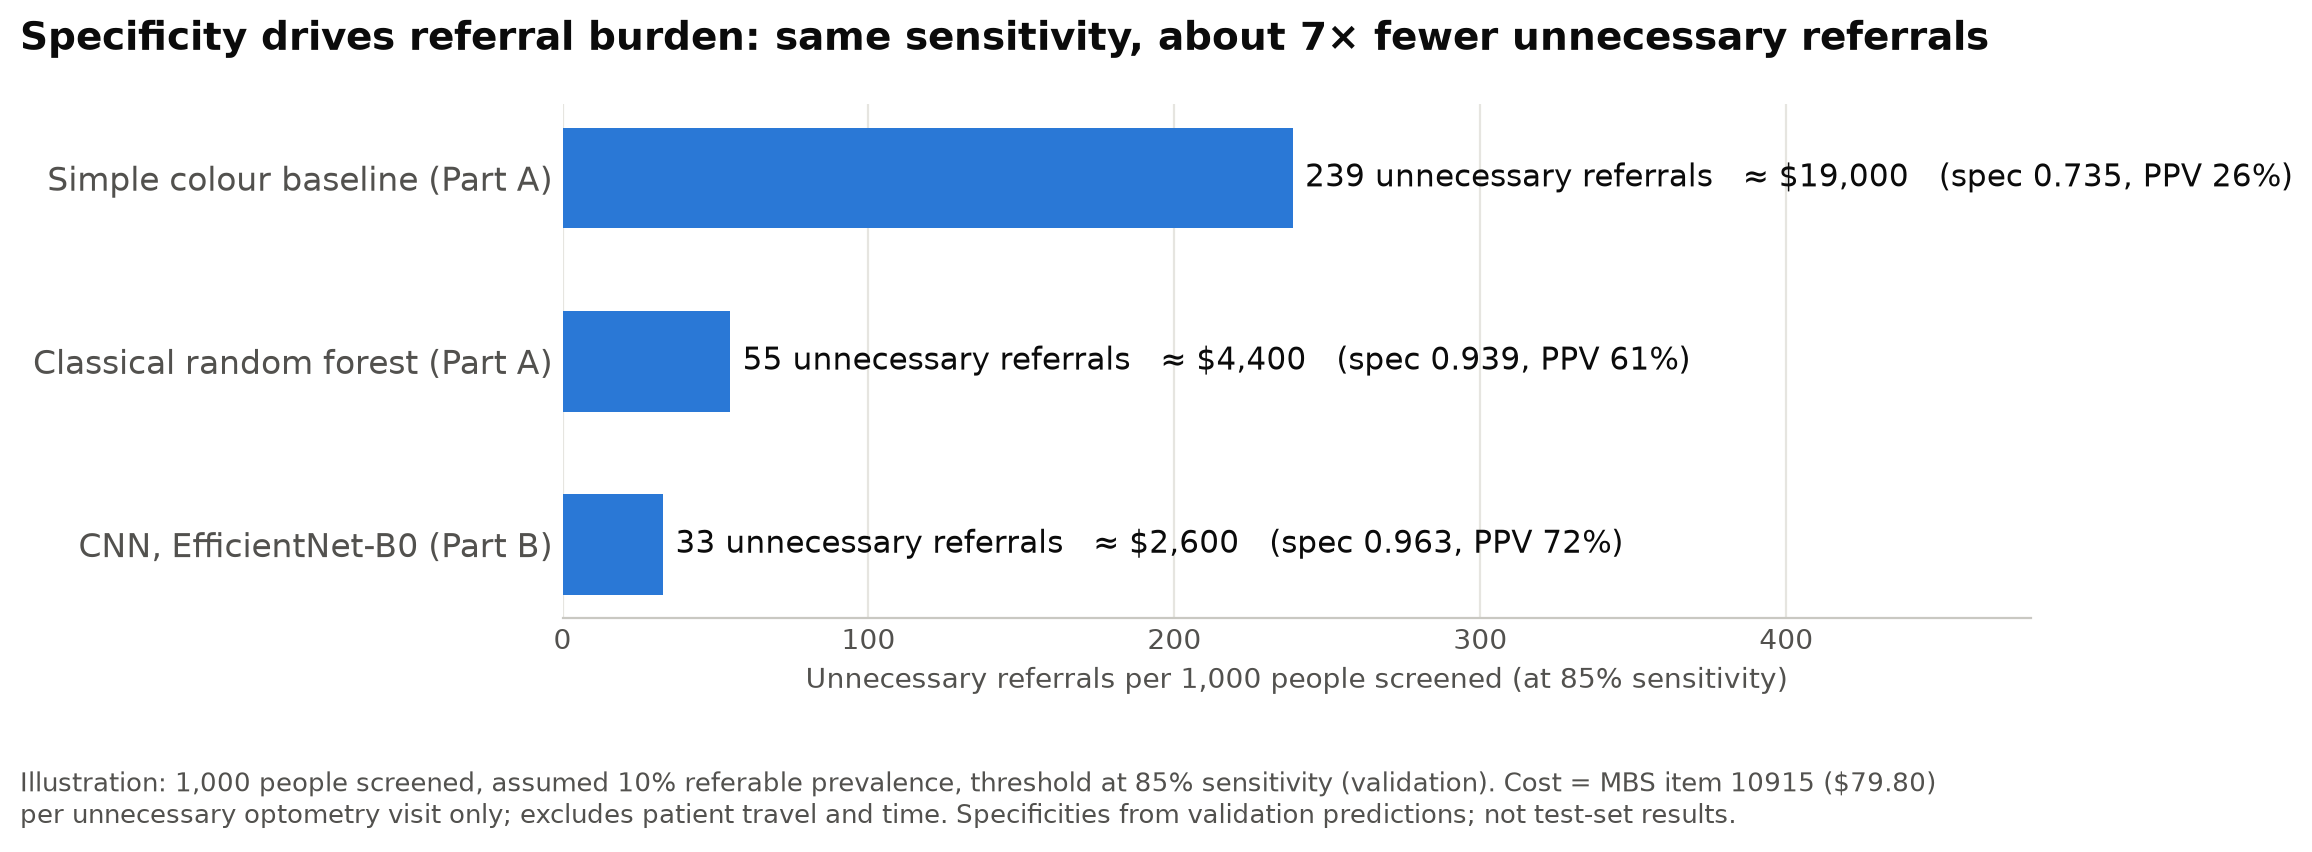 Specificity drives referral burden: same sensitivity, about 7× fewer unnecessary referrals
Simple colour baseline (Part A)
239 unnecessary referrals ≈ $19,000 (spec 0.735, PPV 26%)
Classical random forest (Part A)
55 unnecessary referrals ≈ $4,400 (spec 0.939, PPV 61%)
CNN, EfficientNet-B0 (Part B)
33 unnecessary referrals ≈ $2,600 (spec 0.963, PPV 72%)
0 100 200 300 400
Unnecessary referrals per 1,000 people screened (at 85% sensitivity)
Illustration: 1,000 people screened, assumed 10% referable prevalence, threshold at 85% sensitivity (validation). Cost = MBS item 10915 ($79.80)
per unnecessary optometry visit only; excludes patient travel and time. Specificities from validation predictions; not test-set results.